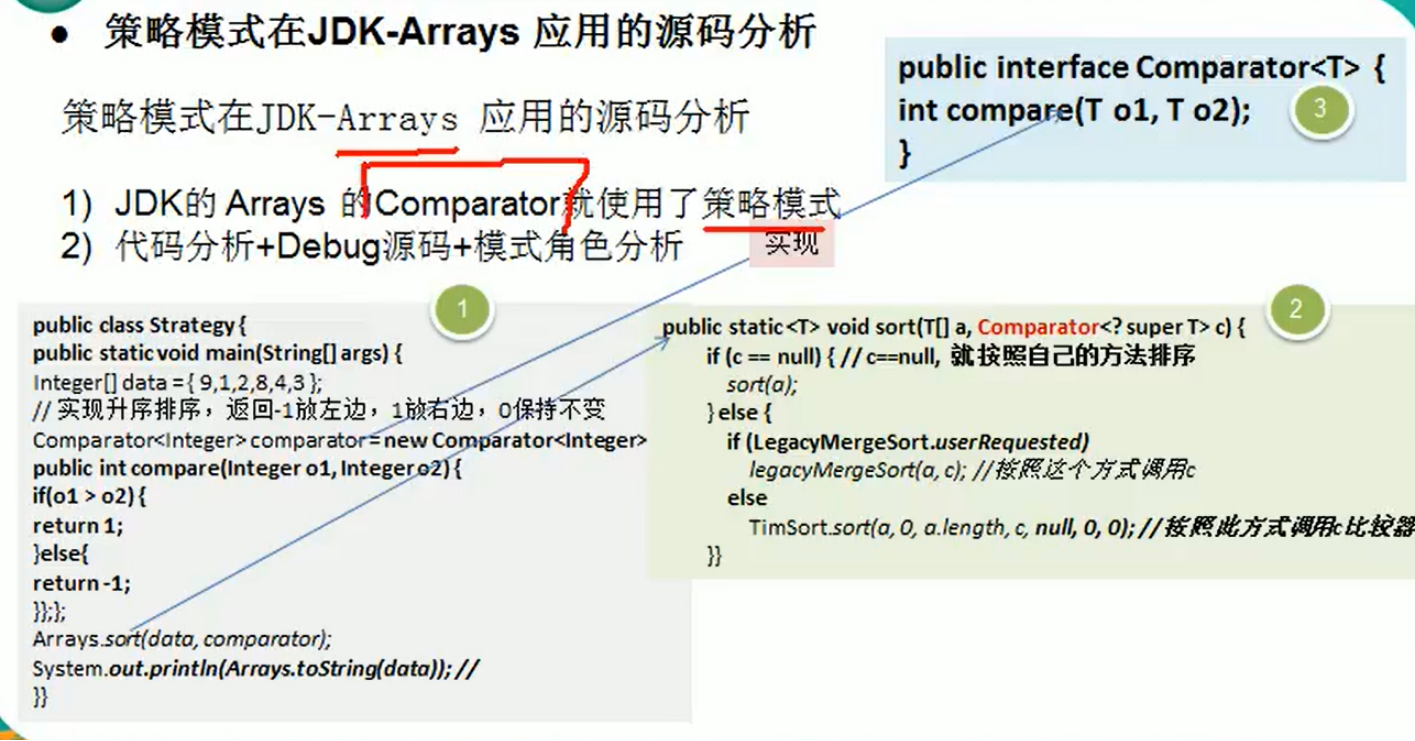 ● 策略模式在JDK-Arrays 应用的源码分析
策略模式在JDK-Arrays 应用的源码分析
1) JDK的 Arrays 的Comparator就使用了策略模式
2) 代码分析+Debug源码+模式角色分析
实现
public interface Comparator<T> {
int compare(T o1, T o2);
}
3
1
public class Strategy {
public static void main(String[] args) {
Integer[] data = { 9,1,2,8,4,3 };
// 实现升序排序，返回-1放左边，1放右边，0保持不变
Comparator<Integer> comparator = new Comparator<Integer>
public int compare(Integer o1, Integer o2) {
if(o1 > o2) {
return 1;
}else{
return -1;
}};};
Arrays.sort(data, comparator);
System.out.println(Arrays.toString(data)); //
}}
2
public static <T> void sort(T[] a, Comparator<? super T> c) {
if (c == null) { // c==null, 就按照自己的方法排序
sort(a);
} else {
if (LegacyMergeSort.userRequested)
legacyMergeSort(a, c); //按照这个方式调用c
else
TimSort.sort(a, 0, a.length, c, null, 0, 0); // 按照此方式调用c比较器
}}